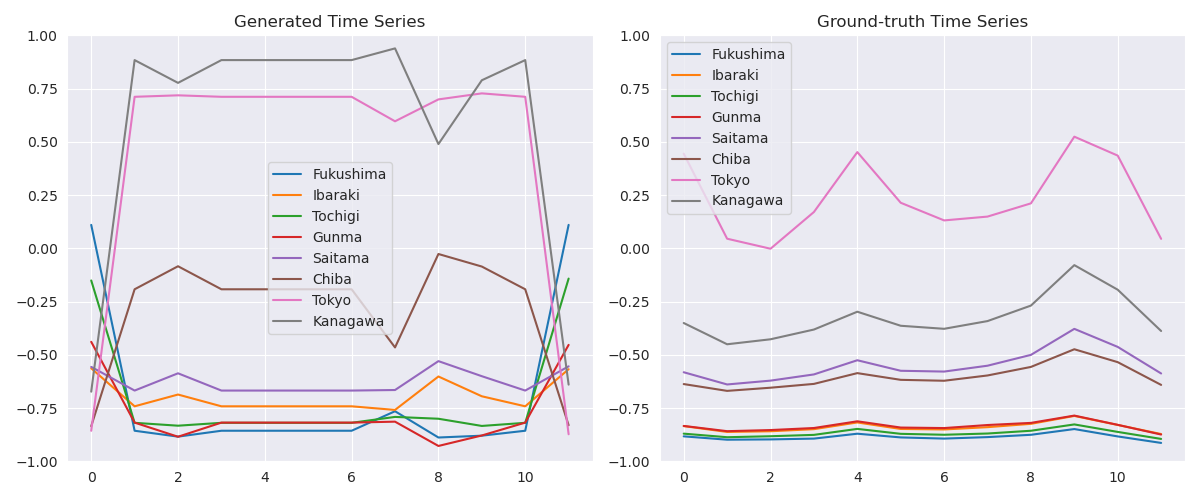 Generated Time Series
1.00
0.75
0.50
0.25
0.00
−0.25
−0.50
−0.75
−1.00
0
2
4
6
8
10
Fukushima
Ibaraki
Tochigi
Gunma
Saitama
Chiba
Tokyo
Kanagawa
Ground-truth Time Series
1.00
0.75
0.50
0.25
0.00
−0.25
−0.50
−0.75
−1.00
0
2
4
6
8
10
Fukushima
Ibaraki
Tochigi
Gunma
Saitama
Chiba
Tokyo
Kanagawa